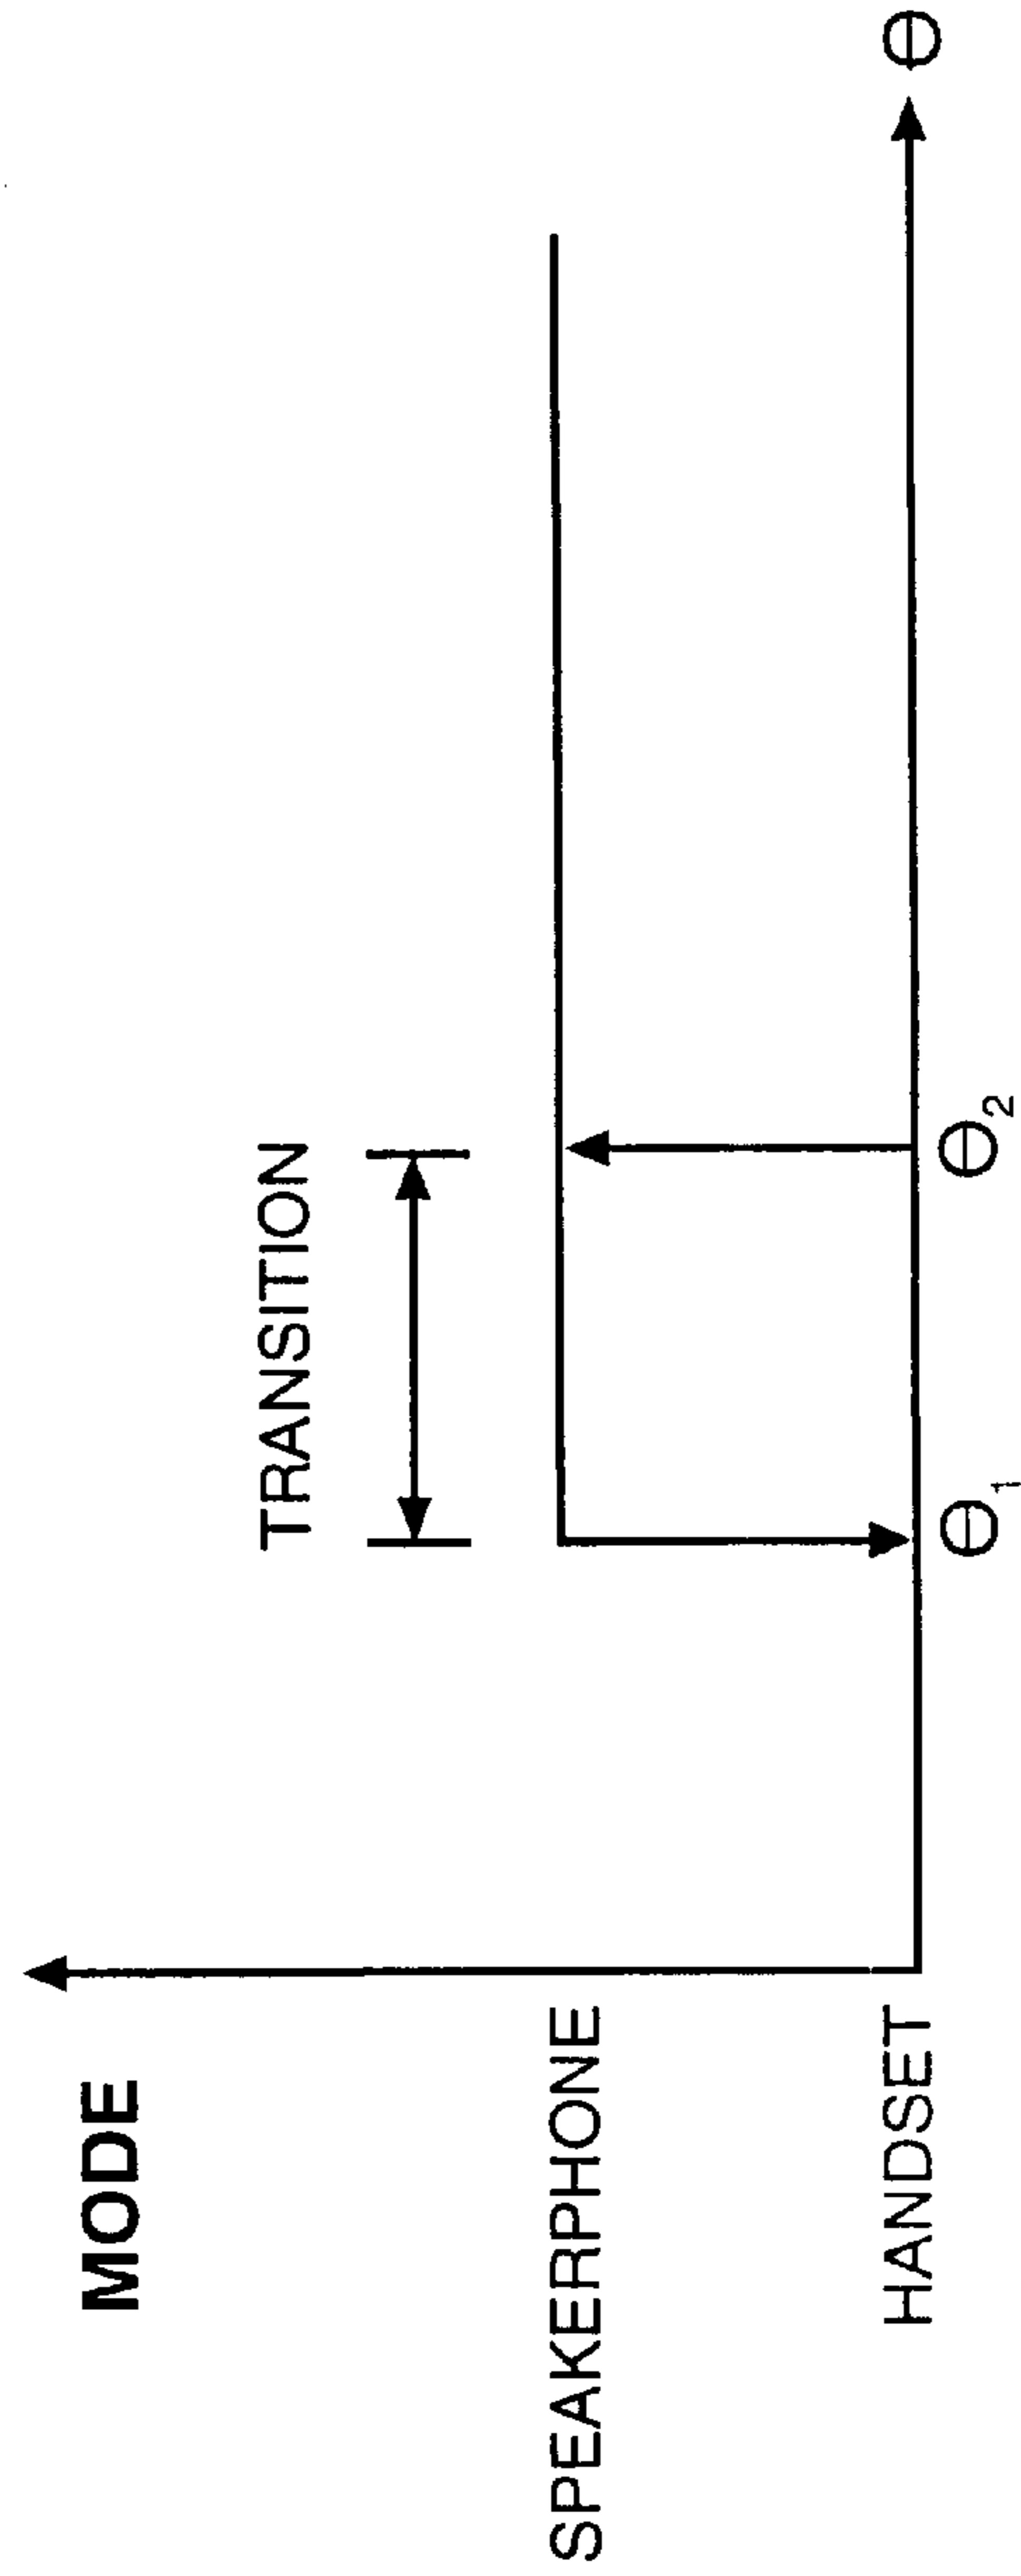 MODE
TRANSITION
SPEAKERPHONE
HANDSET
Θ1
Θ2
Θ